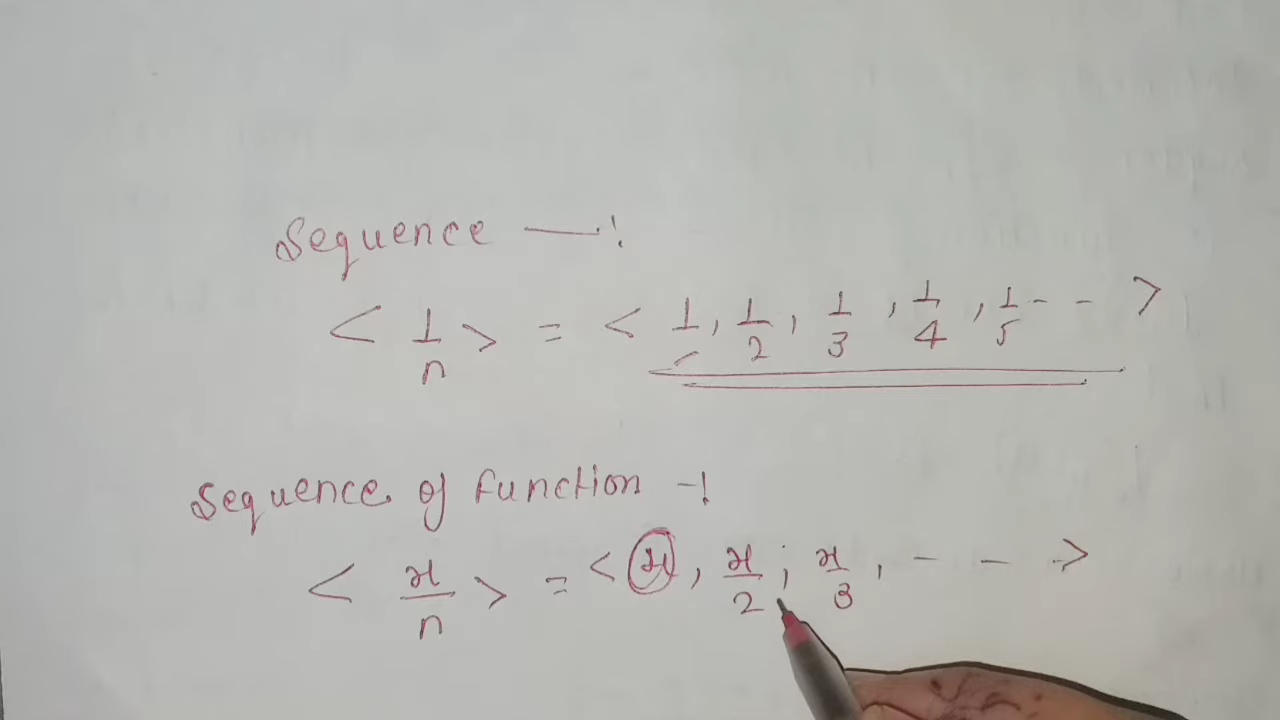 Sequence —:
< 1/n > = < 1, 1/2, 1/3, 1/4, 1/5 - - >
Sequence of function -:
< x/n > = < x, x/2, x/3, - - >